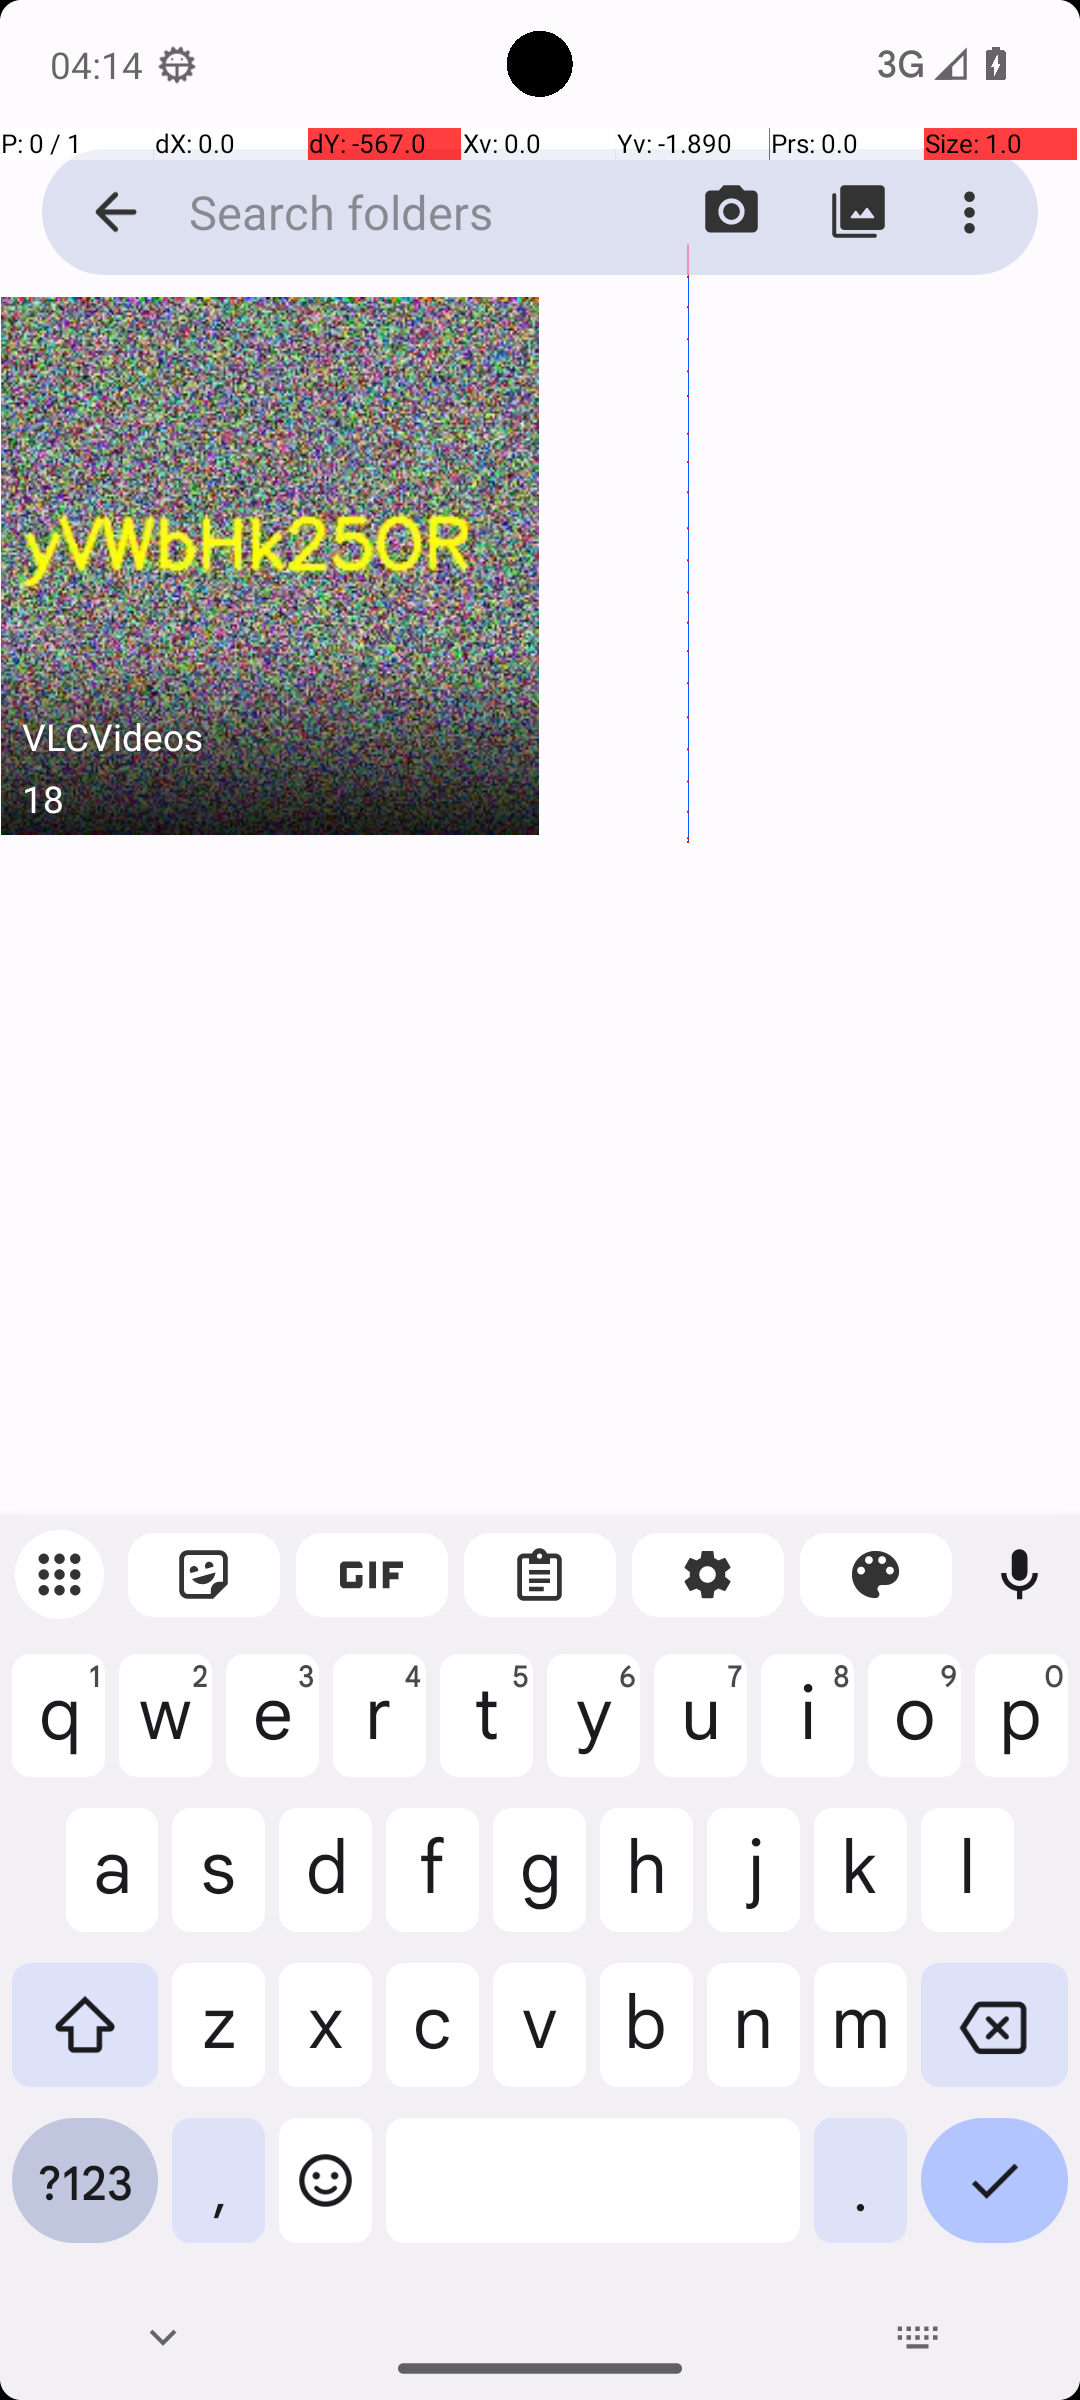 04:14
3G
P: 0 / 1 dX: 0.0 dY: -567.0 Xv: 0.0 Yv: -1.890 Prs: 0.0 Size: 1.0
Search folders
yVWbHk25OR
VLCVideos
18
GIF
q1 w2 e3 r4 t5 y6 u7 i8 o9 p0
a s d f g h j k l
z x c v b n m
?123 , .